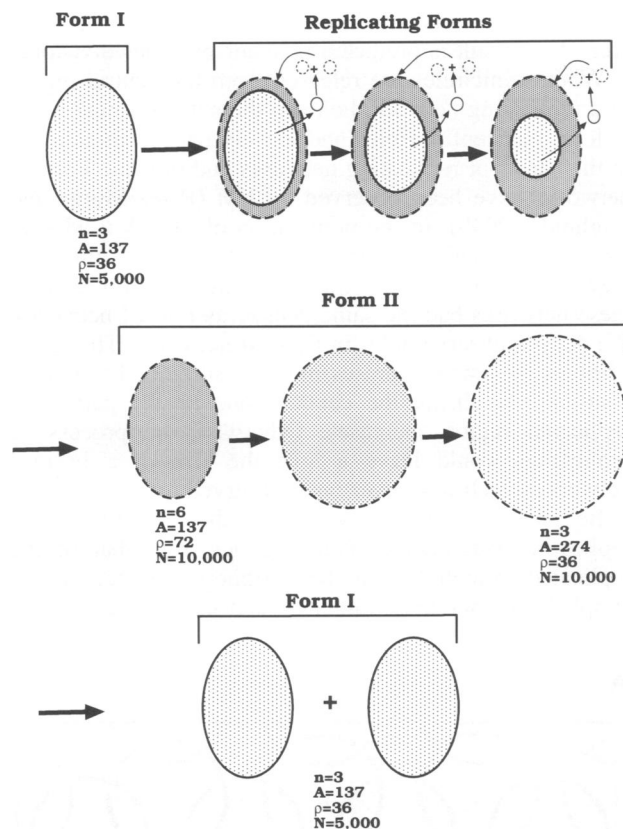 Form I
Replicating Forms
+
+
+
n=3
A=137
ρ=36
N=5,000
Form II
n=6
A=137
ρ=72
N=10,000
n=3
A=274
ρ=36
N=10,000
Form I
+
n=3
A=137
ρ=36
N=5,000